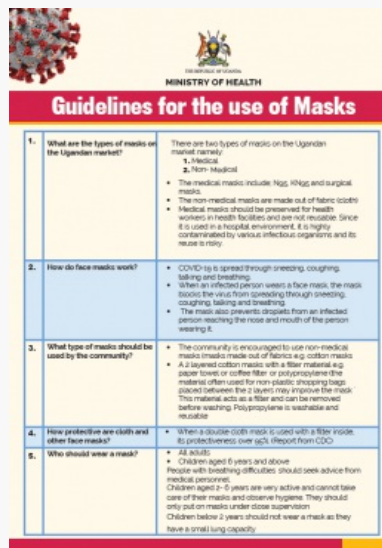 THE REPUBLIC OF UGANDA
MINISTRY OF HEALTH
Guidelines for the use of Masks
1.
What are the types of masks on
the Ugandan market?
There are two types of masks on the Ugandan
market namely:
1. Medical
2. Non- Medical
• The medical masks include; N95, KN95 and surgical
masks.
• The non-medical masks are made out of fabric (cloth)
• Medical masks should be preserved for health
workers in health facilities and are not reusable. Since
it is used in a hospital environment, it is highly
contaminated by various infectious organisms and its
reuse is risky.
2.
How do face masks work?
• COVID-19 is spread through sneezing, coughing,
talking and breathing.
• When an infected person wears a face mask, the mask
blocks the virus from spreading through sneezing,
coughing, talking and breathing.
• The mask also prevents droplets from an infected
person reaching the nose and mouth of the person
wearing it.
3.
What type of masks should be
used by the community?
• The community is encouraged to use non-medical
masks (masks made out of fabrics e.g. cotton masks
• A 2 layered cotton masks with a filter material e.g.
paper towel or coffee filter or polypropylene (the
material often used for non-plastic shopping bags
placed between the 2 layers may improve the mask
This material acts as a filter and can be removed
before washing. Polypropylene is washable and
reusable
4.
How protective are cloth and
other face masks?
• When a double cloth mask is used with a filter inside,
its protectiveness over 95%. (Report from CDC)
5.
Who should wear a mask?
• All adults
• Children aged 6 years and above
People with breathing difficulties should seek advice from
medical personnel.
Children aged 2- 6 years are very active and cannot take
care of their masks and observe hygiene. They should
only put on masks under close supervision
Children below 2 years should not wear a mask as they
have a small lung capacity